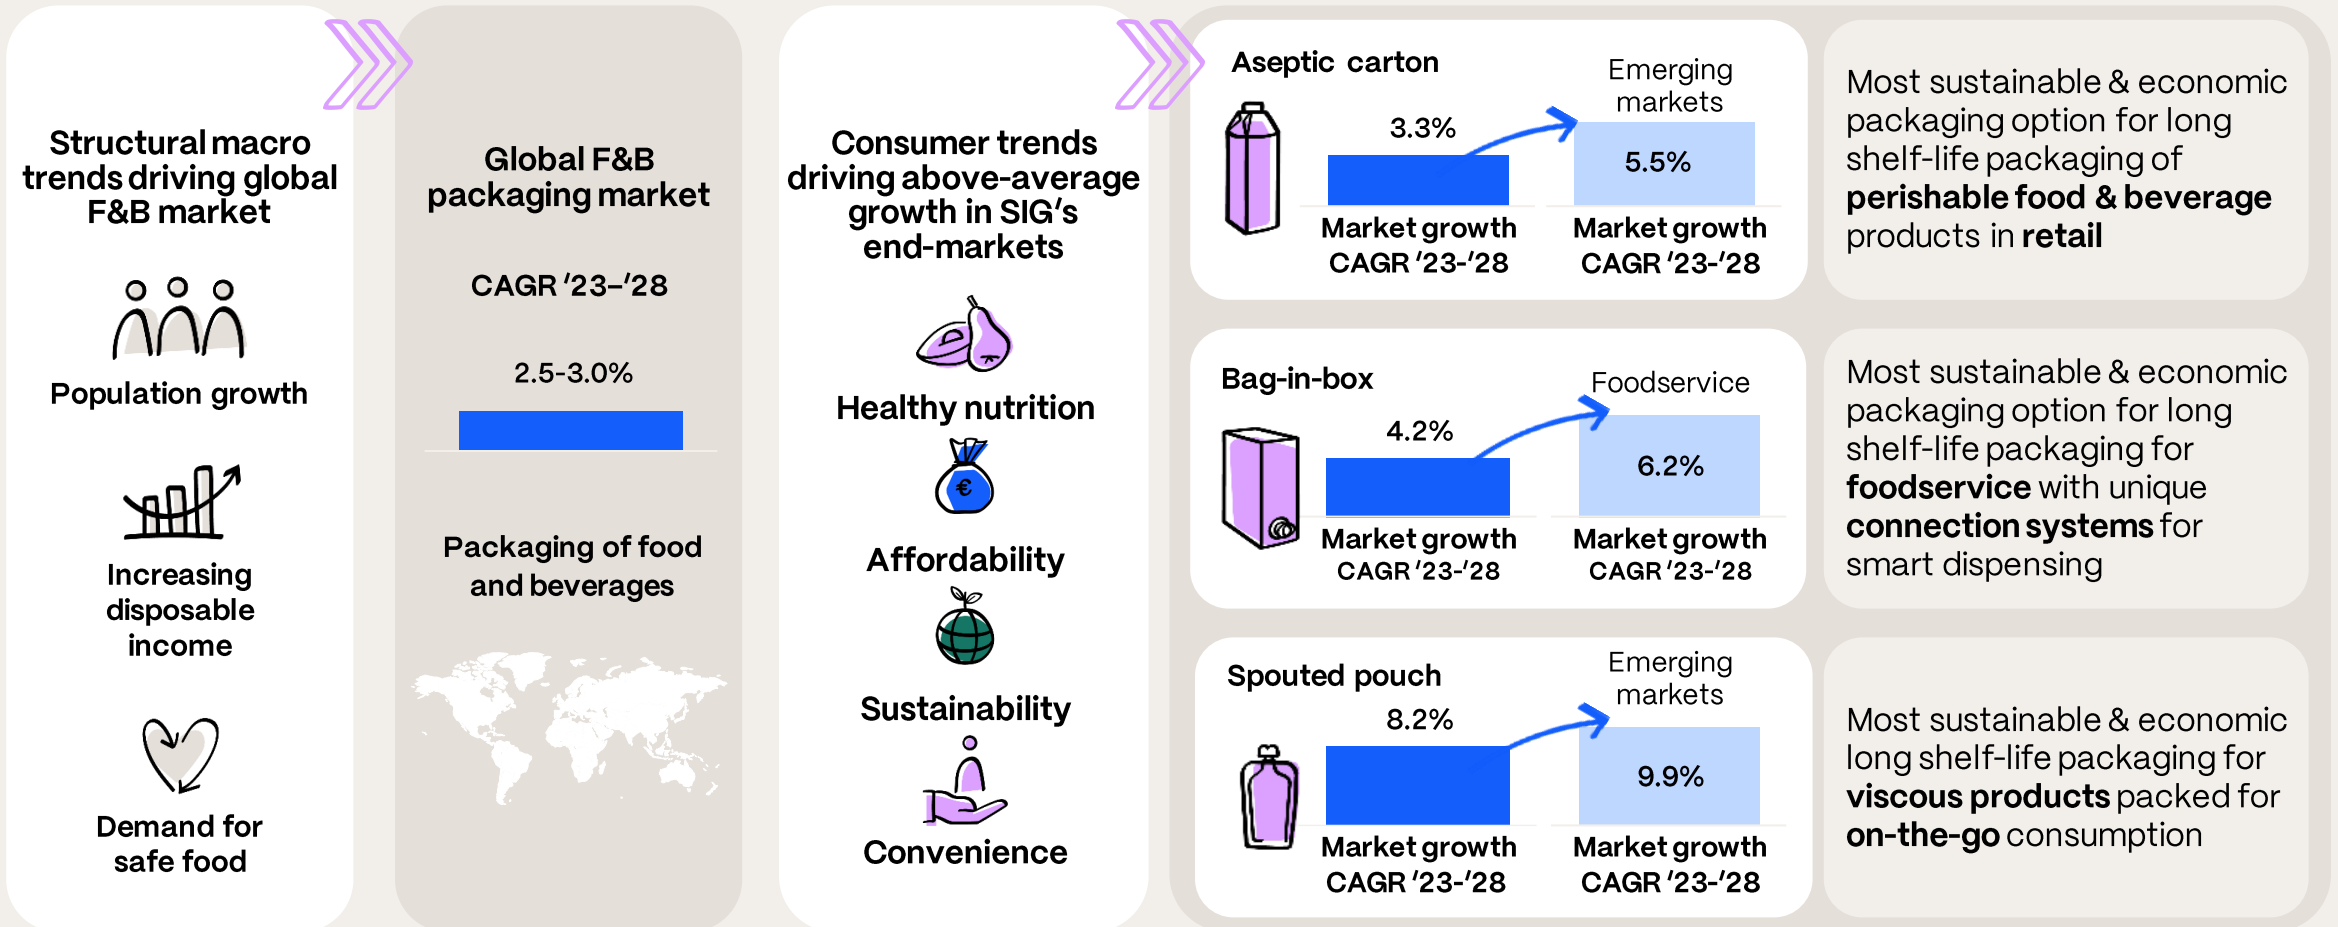 Structural macro
trends driving global
F&B market
Population growth
Increasing
disposable
income
Demand for
safe food
Global F&B
packaging market
CAGR ’23–’28
2.5-3.0%
Packaging of food
and beverages
Consumer trends
driving above-average
growth in SIG’s
end-markets
Healthy nutrition
€
Affordability
Sustainability
Convenience
Aseptic carton
3.3%
Market growth
CAGR ’23-’28
Emerging
markets
5.5%
Market growth
CAGR ’23-’28
Most sustainable & economic
packaging option for long
shelf-life packaging of
perishable food & beverage
products in retail
Bag-in-box
4.2%
Market growth
CAGR ’23-’28
Foodservice
6.2%
Market growth
CAGR ’23-’28
Most sustainable & economic
packaging option for long
shelf-life packaging for
foodservice with unique
connection systems for
smart dispensing
Spouted pouch
8.2%
Market growth
CAGR ’23-’28
Emerging
markets
9.9%
Market growth
CAGR ’23-’28
Most sustainable & economic
long shelf-life packaging for
viscous products packed for
on-the-go consumption